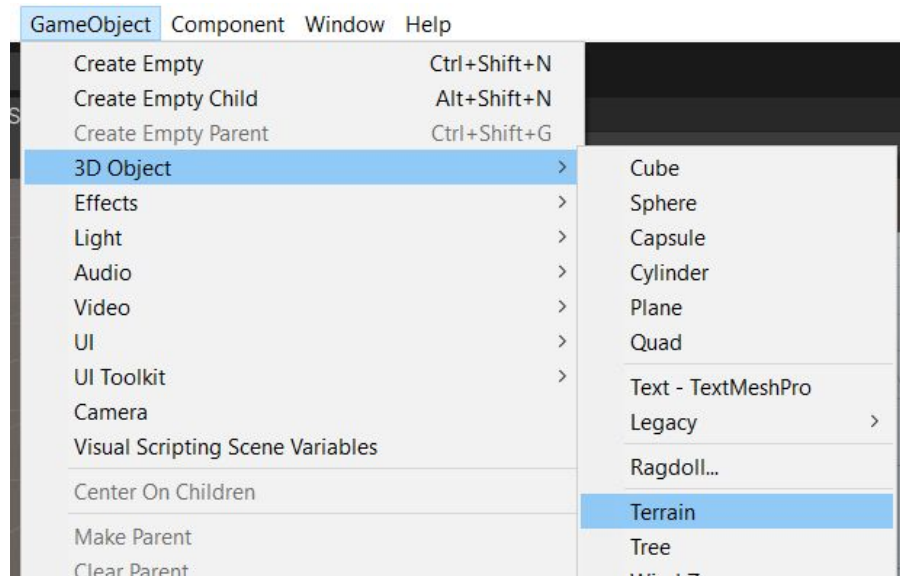 GameObject Component Window Help
Create Empty Ctrl+Shift+N
Create Empty Child Alt+Shift+N
Create Empty Parent Ctrl+Shift+G
3D Object
Effects
Light
Audio
Video
UI
UI Toolkit
Camera
Visual Scripting Scene Variables
Center On Children
Make Parent
Clear Parent
Cube
Sphere
Capsule
Cylinder
Plane
Quad
Text - TextMeshPro
Legacy
Ragdoll...
Terrain
Tree